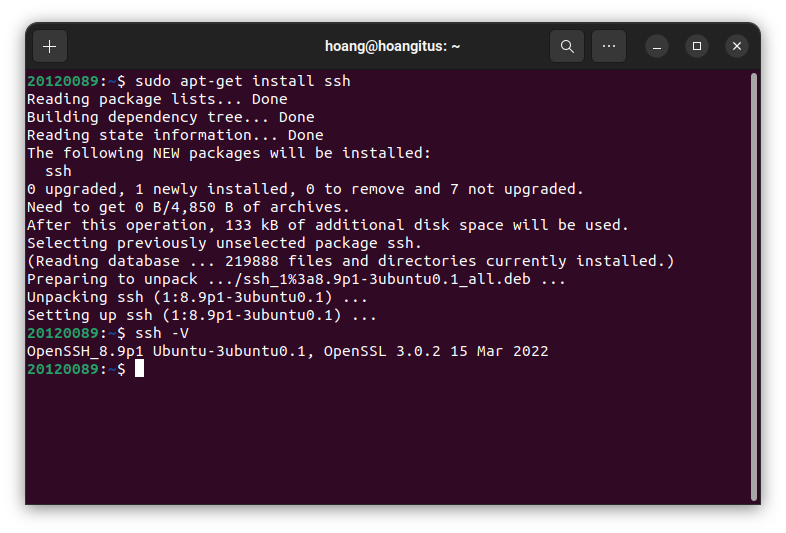 hoang@hoangitus: ~
20120089:~$ sudo apt-get install ssh
Reading package lists... Done
Building dependency tree... Done
Reading state information... Done
The following NEW packages will be installed:
  ssh
0 upgraded, 1 newly installed, 0 to remove and 7 not upgraded.
Need to get 0 B/4,850 B of archives.
After this operation, 133 kB of additional disk space will be used.
Selecting previously unselected package ssh.
(Reading database ... 219888 files and directories currently installed.)
Preparing to unpack .../ssh_1%3a8.9p1-3ubuntu0.1_all.deb ...
Unpacking ssh (1:8.9p1-3ubuntu0.1) ...
Setting up ssh (1:8.9p1-3ubuntu0.1) ...
20120089:~$ ssh -V
OpenSSH_8.9p1 Ubuntu-3ubuntu0.1, OpenSSL 3.0.2 15 Mar 2022
20120089:~$